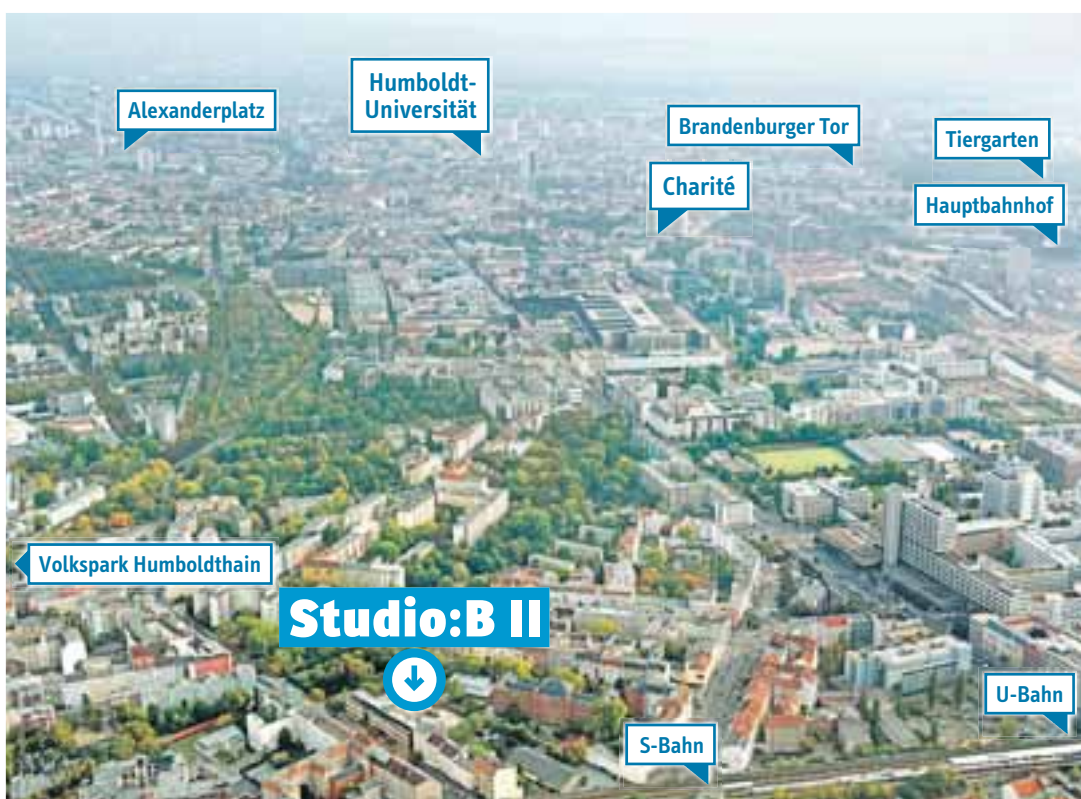 Alexanderplatz
Humboldt-
Universität
Brandenburger Tor
Tiergarten
Charité
Hauptbahnhof
Volkspark Humboldthain
Studio:B II
U-Bahn
S-Bahn